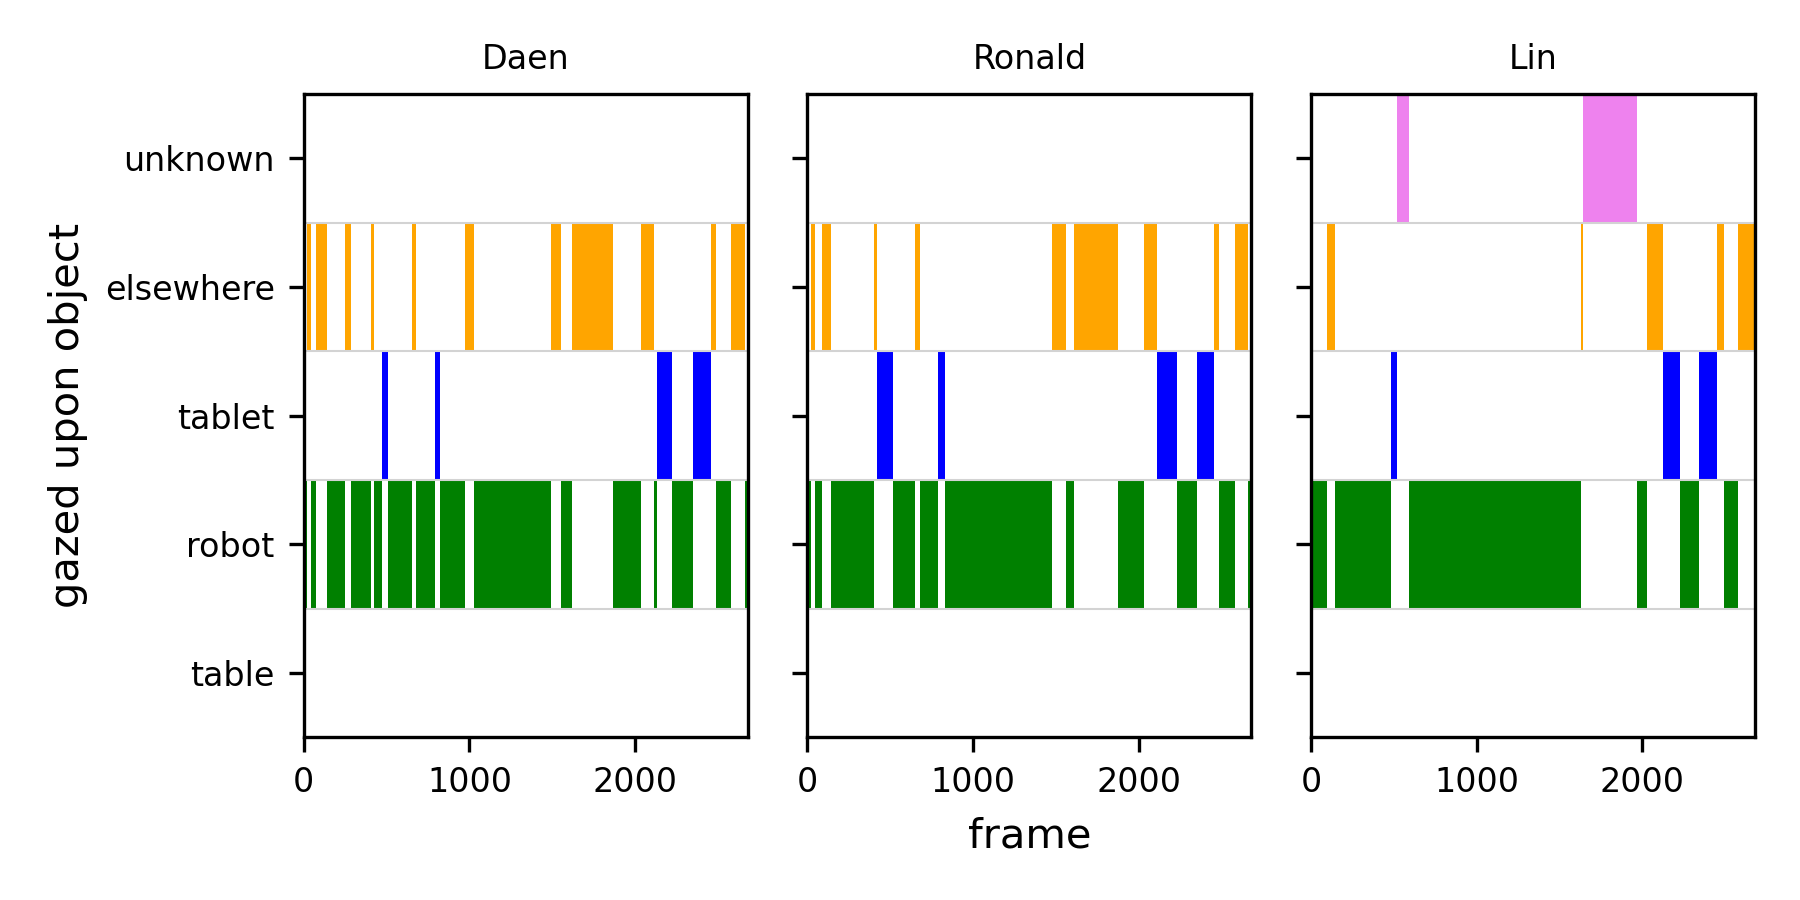 Daen Ronald Lin
gazed upon object
unknown
elsewhere
tablet
robot
table
0 1000 2000 0 1000 2000 0 1000 2000
frame